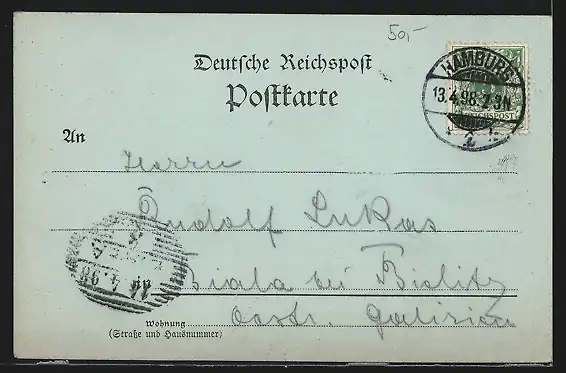 50,-
Deutsche Reichspost
Postkarte
HAMBURG
13.4.98.2-3N
REICHSPOST
An
Herrn
Rudolf Lukas
in Biala bei Bielitz
Wohnung
(Straße und Hausnummer)
oestr. Galizien